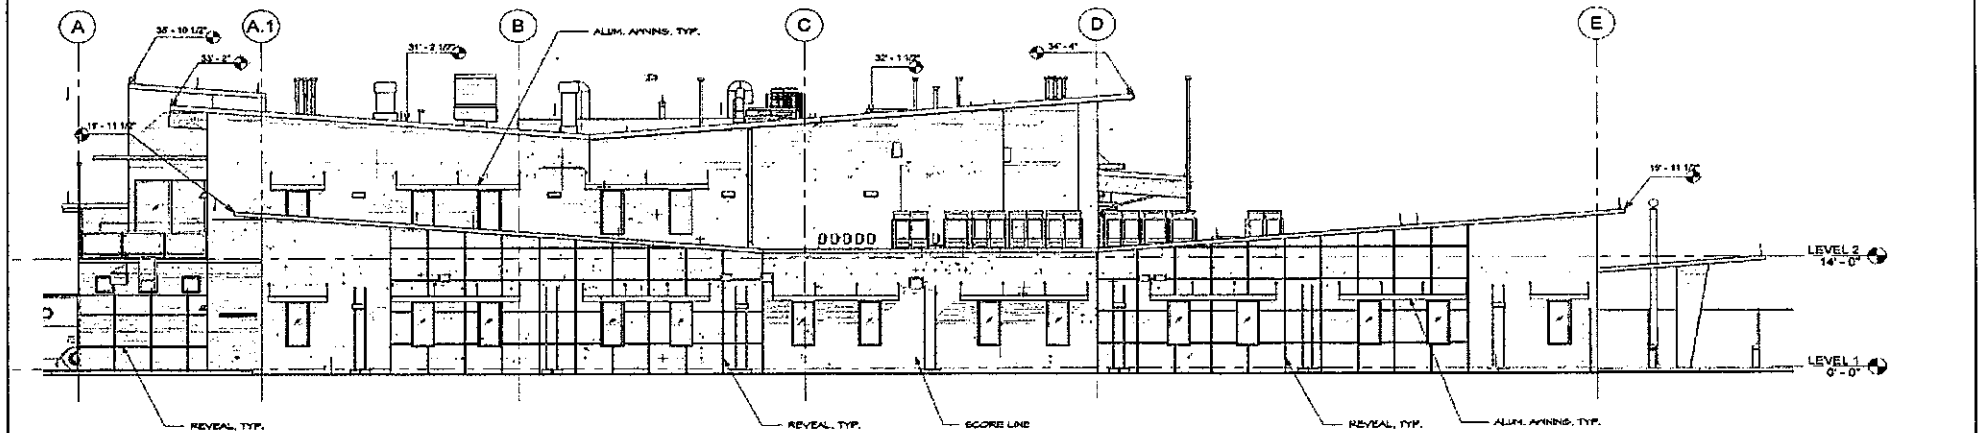 A
A.1
B
C
D
E
35' - 10 1/2"
33' - 2"
31' - 2 1/2"
ALUM. AWNING, TYP.
32' - 1 1/2"
34' - 4"
19' - 11 1/2"
19' - 11 1/2"
LEVEL 2
14' - 0"
LEVEL 1
0' - 0"
REVEAL, TYP.
REVEAL, TYP.
SCORE LINE
REVEAL, TYP.
ALUM. AWNING, TYP.